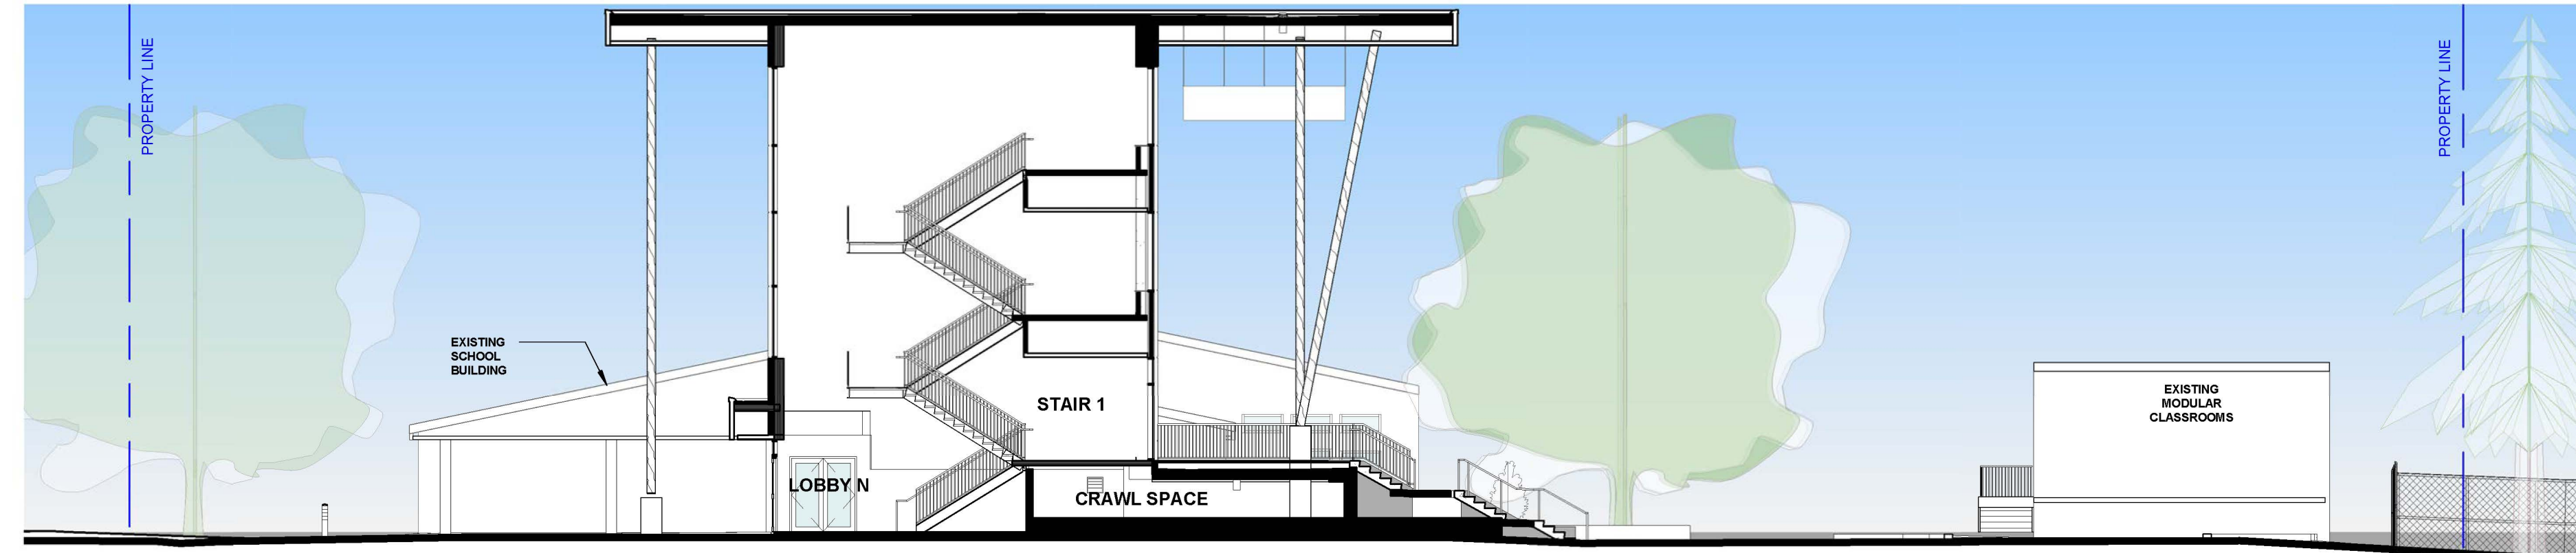 PROPERTY LINE
PROPERTY LINE
EXISTING
SCHOOL
BUILDING
EXISTING
MODULAR
CLASSROOMS
STAIR 1
LOBBY N
CRAWL SPACE